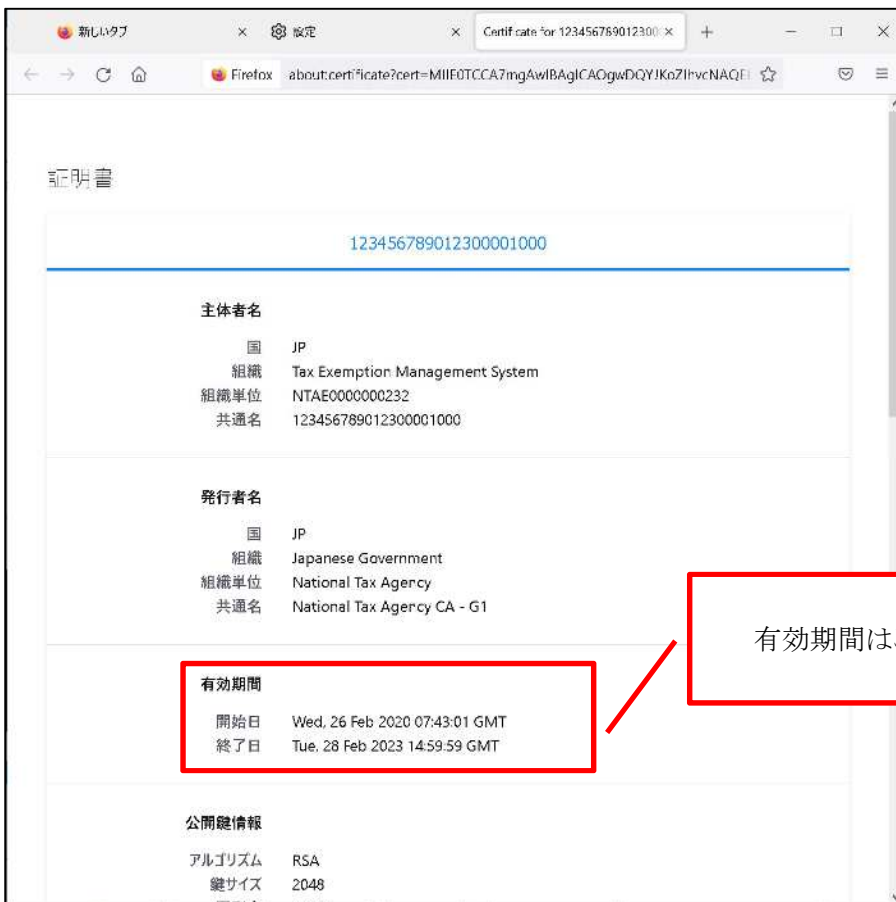 新しいタブ
設定
Certificate for 123456789012300
Firefox
証明書
123456789012300001000
主体者名
国 JP
組織 Tax Exemption Management System
組織単位 NTAE0000000232
共通名 123456789012300001000
発行者名
国 JP
組織 Japanese Government
組織単位 National Tax Agency
共通名 National Tax Agency CA - G1
有効期間は
有効期間
開始日 Wed, 26 Feb 2020 07:43:01 GMT
終了日 Tue, 28 Feb 2023 14:59:59 GMT
公開鍵情報
アルゴリズム RSA
鍵サイズ 2048